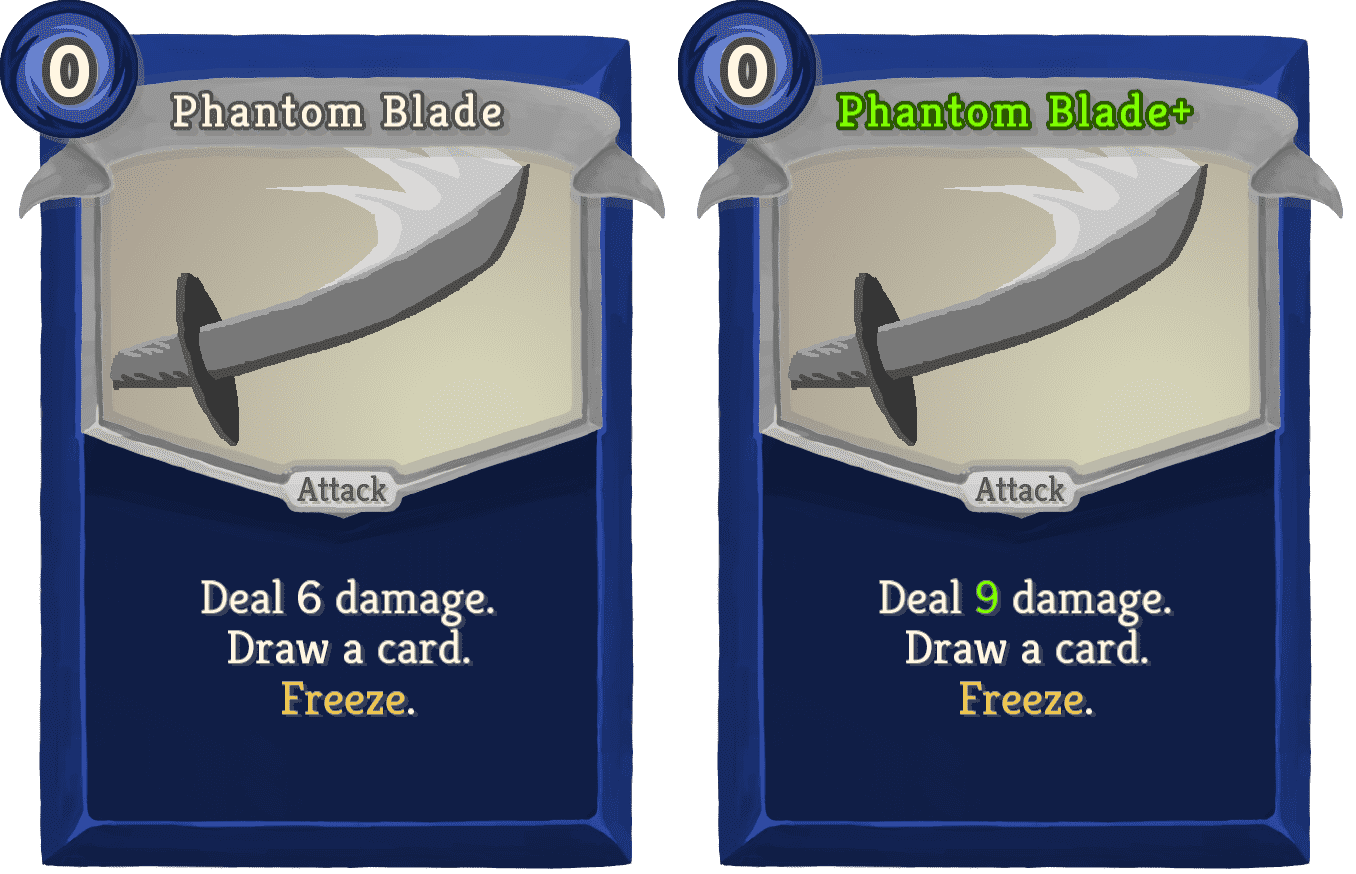 0
Phantom Blade
Attack
Deal 6 damage.
Draw a card.
Freeze.
0
Phantom Blade+
Attack
Deal 9 damage.
Draw a card.
Freeze.